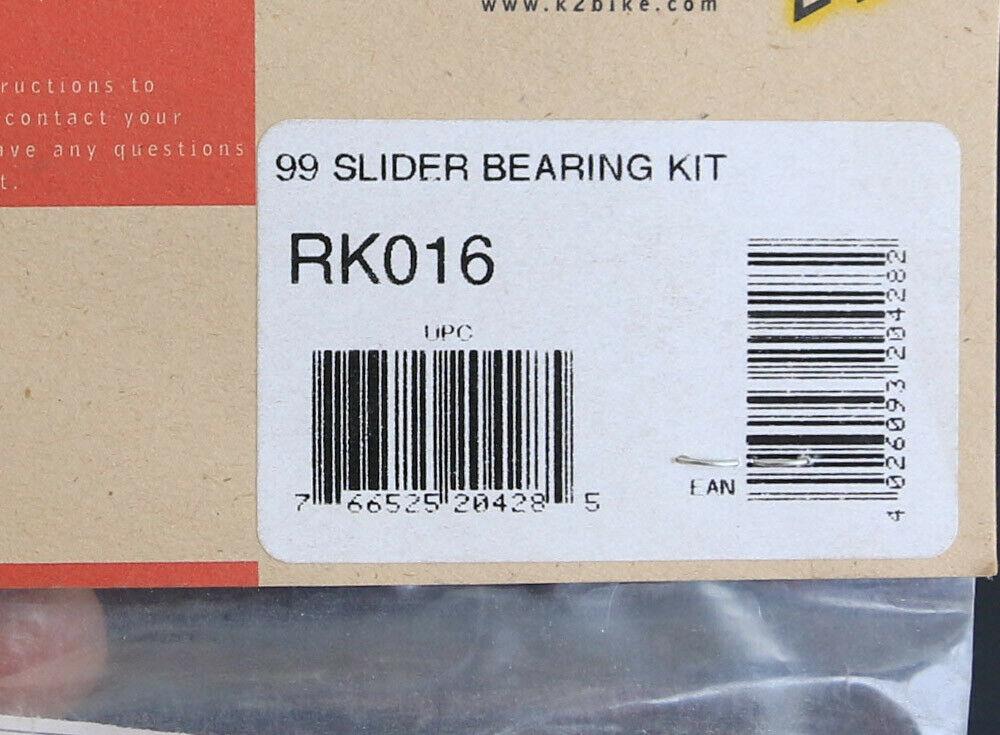 www.k2bike.com
ructions to
contact your
ave any questions
t.
99 SLIDER BEARING KIT
RK016
UPC
7 66525 20428 5
EAN
4 026093 204282